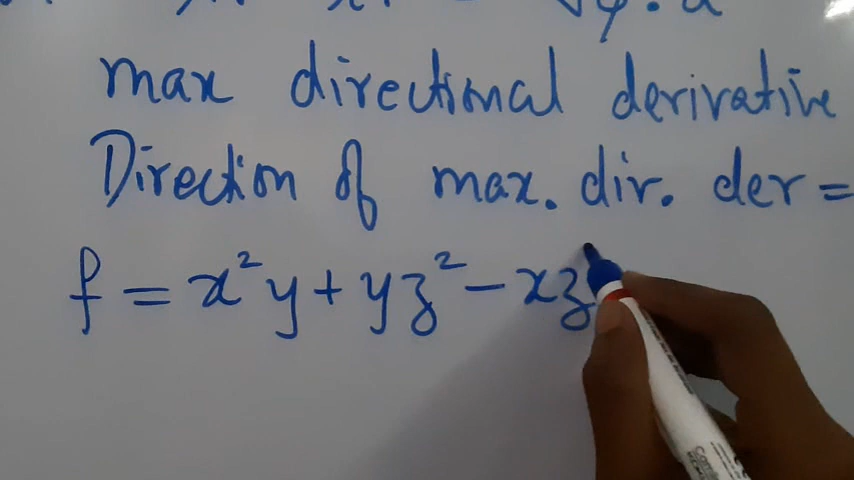 max directional derivative
Direction of max. dir. der =
f = x²y + yz² - xz